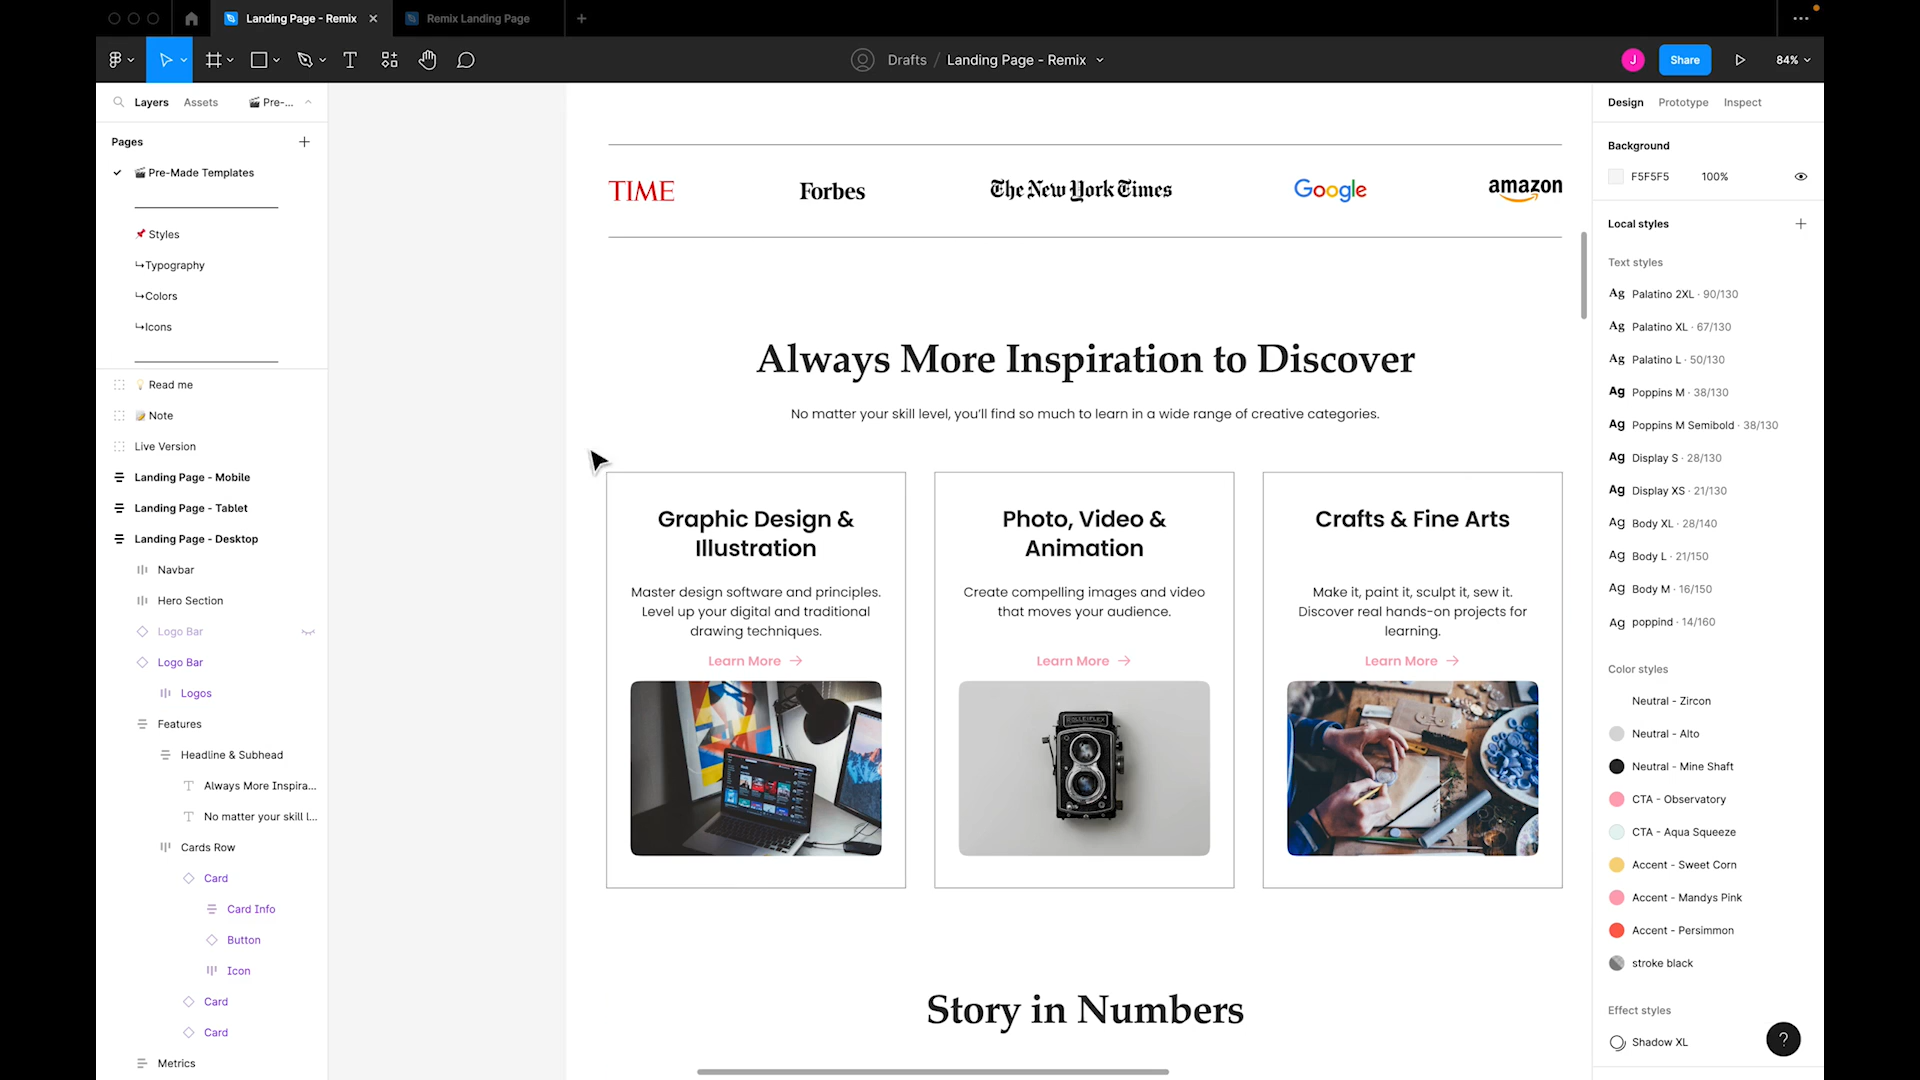 Landing Page - Remix
Remix Landing Page
Drafts / Landing Page - Remix
J
Share
84%
Layers
Assets
Pre-...
Pages
Pre-Made Templates
Styles
↳Typography
↳Colors
↳Icons
Read me
Note
Live Version
Landing Page - Mobile
Landing Page - Tablet
Landing Page - Desktop
Navbar
Hero Section
Logo Bar
Logo Bar
Logos
Features
Headline & Subhead
Always More Inspira...
No matter your skill l...
Cards Row
Card
Card Info
Button
Icon
Card
Card
Metrics
TIME
Forbes
The New York Times
Google
amazon
Always More Inspiration to Discover
No matter your skill level, you'll find so much to learn in a wide range of creative categories.
Graphic Design &
Illustration
Master design software and principles.
Level up your digital and traditional
drawing techniques.
Learn More →
Photo, Video &
Animation
Create compelling images and video
that moves your audience.
Learn More →
ROLLEIFLEX
Crafts & Fine Arts
Make it, paint it, sculpt it, sew it.
Discover real hands-on projects for
learning.
Learn More →
Story in Numbers
Design
Prototype
Inspect
Background
F5F5F5
100%
Local styles
Text styles
Ag Palatino 2XL · 90/130
Ag Palatino XL · 67/130
Ag Palatino L · 50/130
Ag Poppins M · 38/130
Ag Poppins M Semibold · 38/130
Ag Display S · 28/130
Ag Display XS · 21/130
Ag Body XL · 28/140
Ag Body L · 21/150
Ag Body M · 16/150
Ag poppind · 14/160
Color styles
Neutral - Zircon
Neutral - Alto
Neutral - Mine Shaft
CTA - Observatory
CTA - Aqua Squeeze
Accent - Sweet Corn
Accent - Mandys Pink
Accent - Persimmon
stroke black
Effect styles
Shadow XL
?